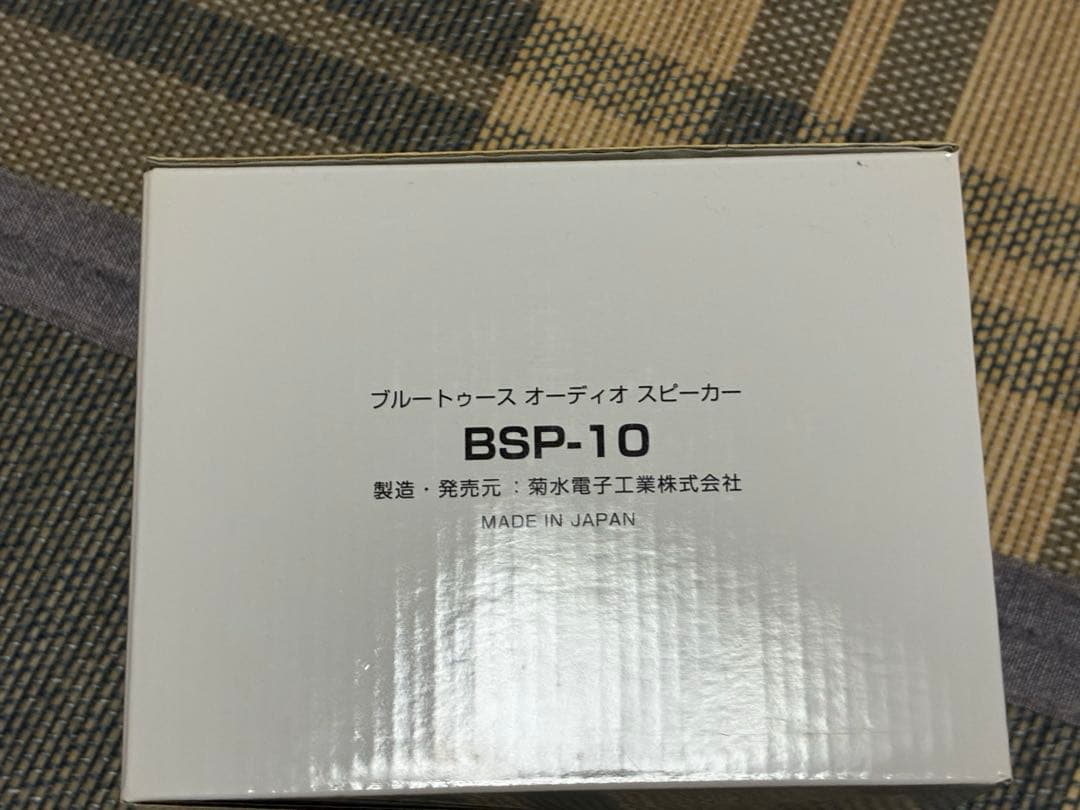 ブルートゥース オーディオ スピーカー
BSP-10
製造・発売元 : 菊水電子工業株式会社
MADE IN JAPAN